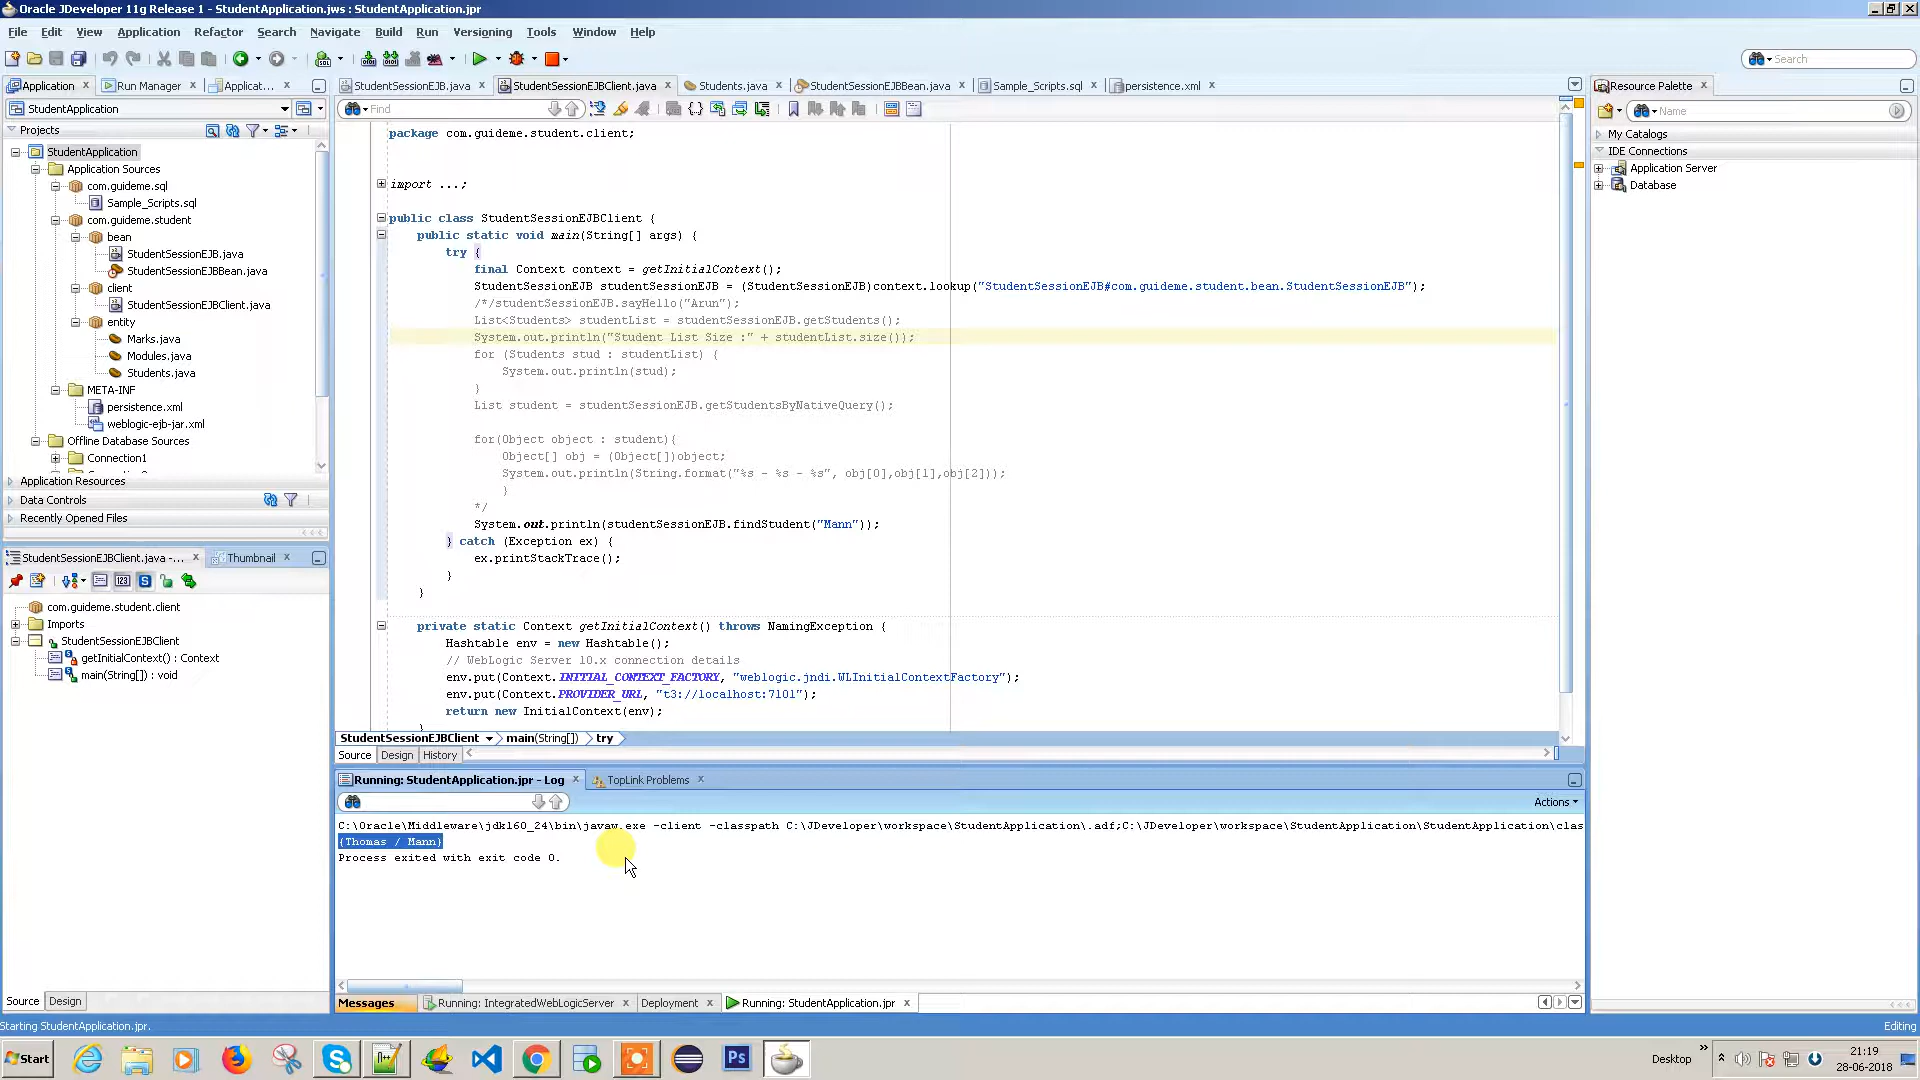 Oracle JDeveloper 11g Release 1 - StudentApplication.jws : StudentApplication.jpr
File Edit View Application Refactor Search Navigate Build Run Versioning Tools Window Help
Search
Application Run Manager Applicat...
StudentSessionEJB.java StudentSessionEJBClient.java Students.java StudentSessionEJBBean.java Sample_Scripts.sql persistence.xml
Resource Palette
StudentApplication
Find
Name
Projects
My Catalogs
IDE Connections
Application Server
Database
StudentApplication
Application Sources
com.guideme.sql
Sample_Scripts.sql
com.guideme.student
bean
StudentSessionEJB.java
StudentSessionEJBBean.java
client
StudentSessionEJBClient.java
entity
Marks.java
Modules.java
Students.java
META-INF
persistence.xml
weblogic-ejb-jar.xml
Offline Database Sources
Connection1
Application Resources
Data Controls
Recently Opened Files
package com.guideme.student.client;
import ...;
public class StudentSessionEJBClient {
public static void main(String[] args) {
try {
final Context context = getInitialContext();
StudentSessionEJB studentSessionEJB = (StudentSessionEJB)context.lookup("StudentSessionEJB#com.guideme.student.bean.StudentSessionEJB");
/*/studentSessionEJB.sayHello("Arun");
List<Students> studentList = studentSessionEJB.getStudents();
System.out.println("Student List Size :" + studentList.size());
for (Students stud : studentList) {
System.out.println(stud);
}
List student = studentSessionEJB.getStudentsByNativeQuery();
for(Object object : student){
Object[] obj = (Object[])object;
System.out.println(String.format("%s - %s - %s", obj[0],obj[1],obj[2]));
}
*/
System.out.println(studentSessionEJB.findStudent("Mann"));
} catch (Exception ex) {
ex.printStackTrace();
}
}
private static Context getInitialContext() throws NamingException {
Hashtable env = new Hashtable();
// WebLogic Server 10.x connection details
env.put(Context.INITIAL_CONTEXT_FACTORY, "weblogic.jndi.WLInitialContextFactory");
env.put(Context.PROVIDER_URL, "t3://localhost:7101");
return new InitialContext(env);
}
StudentSessionEJBClient main(String[]) try
Source Design History
StudentSessionEJBClient.java -... Thumbnail
com.guideme.student.client
Imports
StudentSessionEJBClient
getInitialContext() : Context
main(String[]) : void
Source Design
Running: StudentApplication.jpr - Log TopLink Problems
Actions
C:\Oracle\Middleware\jdk160_24\bin\javaw.exe -client -classpath C:\JDeveloper\workspace\StudentApplication\.adf;C:\JDeveloper\workspace\StudentApplication\StudentApplication\clas
{Thomas / Mann}
Process exited with exit code 0.
Messages Running: IntegratedWebLogicServer Deployment Running: StudentApplication.jpr
Starting StudentApplication.jpr.
Editing
Start
Ps
Desktop
21:19
28-06-2018